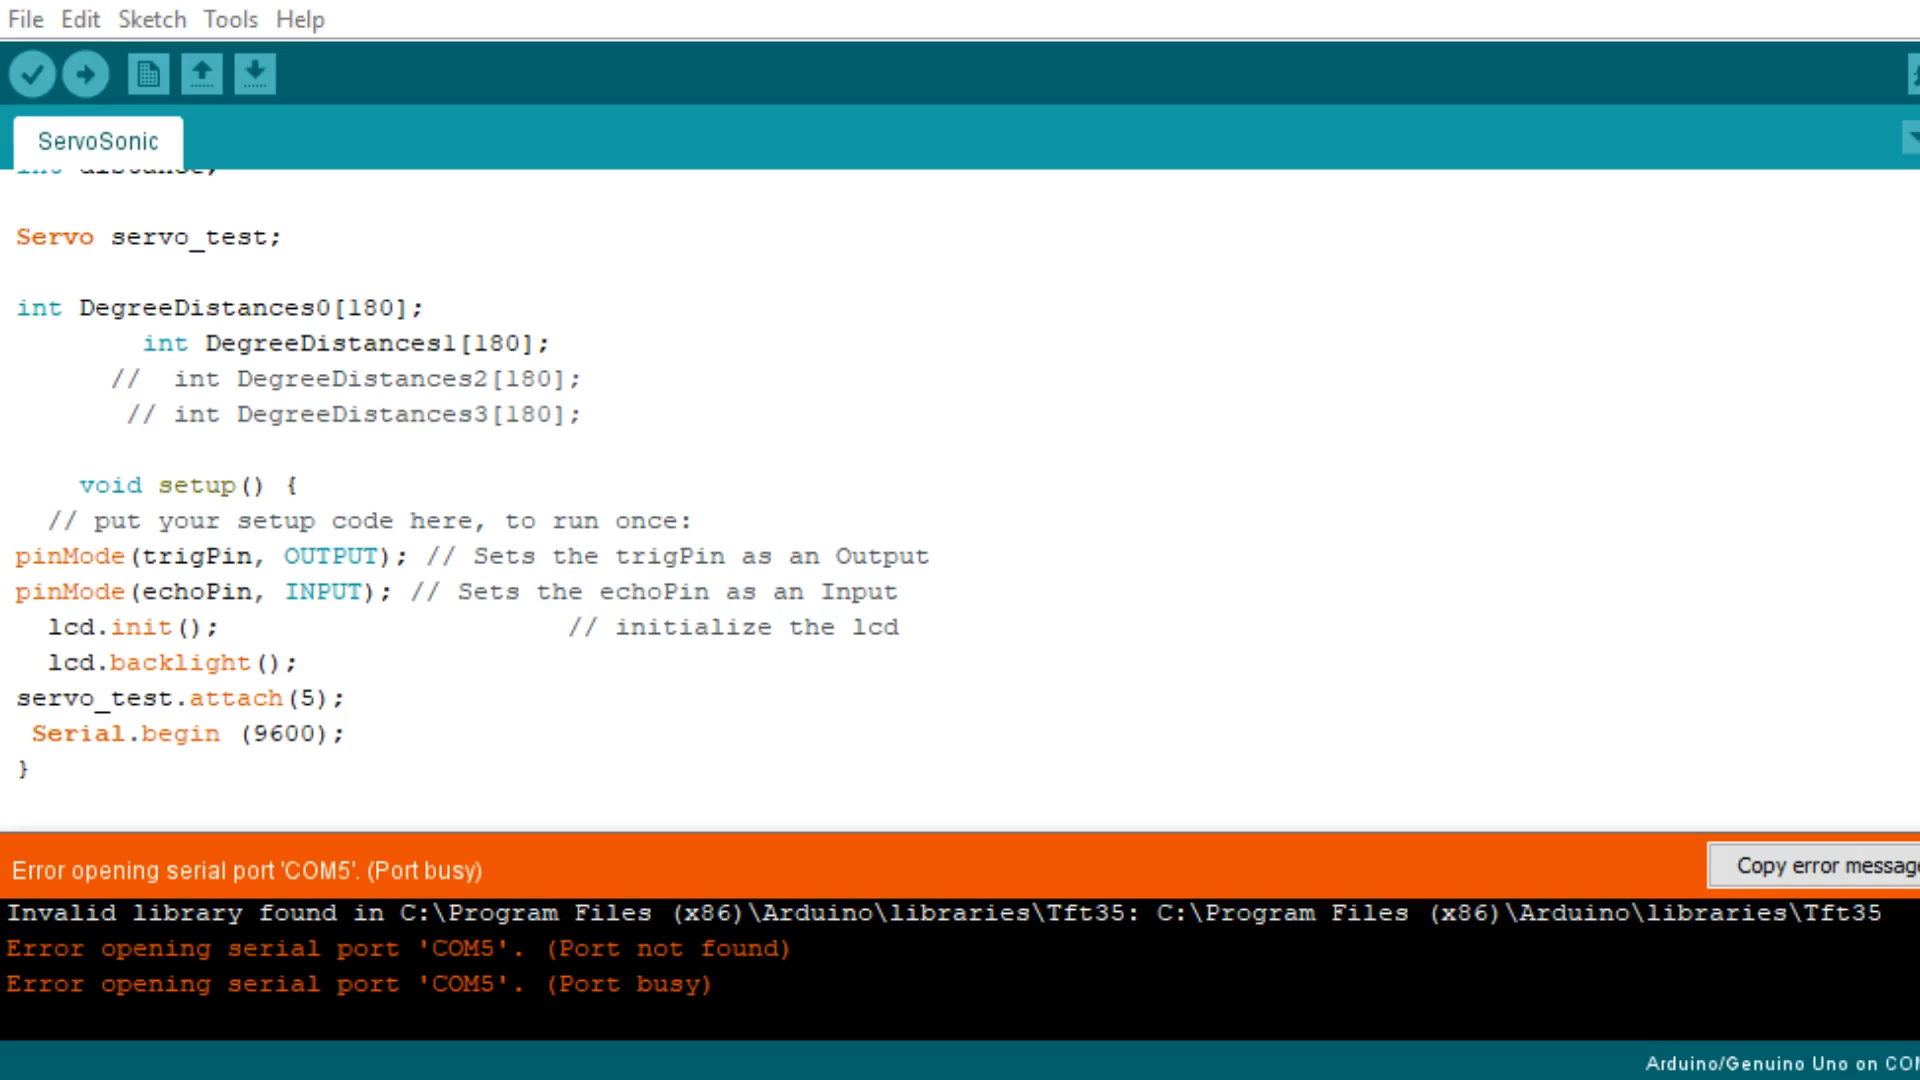 File Edit Sketch Tools Help
ServoSonic
int distance;
Servo servo_test;
int DegreeDistances0[180];
int DegreeDistances1[180];
// int DegreeDistances2[180];
// int DegreeDistances3[180];
void setup() {
// put your setup code here, to run once:
pinMode(trigPin, OUTPUT); // Sets the trigPin as an Output
pinMode(echoPin, INPUT); // Sets the echoPin as an Input
lcd.init(); // initialize the lcd
lcd.backlight();
servo_test.attach(5);
Serial.begin (9600);
}
Error opening serial port 'COM5'. (Port busy)
Copy error message
Invalid library found in C:\Program Files (x86)\Arduino\libraries\Tft35: C:\Program Files (x86)\Arduino\libraries\Tft35
Error opening serial port 'COM5'. (Port not found)
Error opening serial port 'COM5'. (Port busy)
Arduino/Genuino Uno on